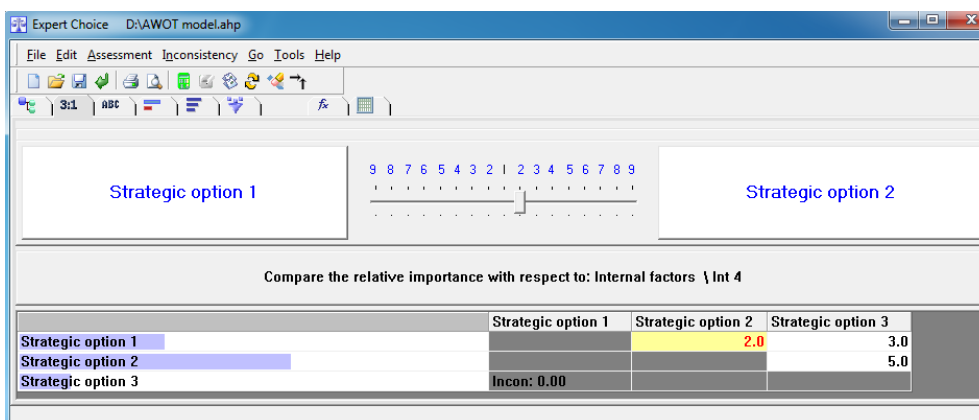 Expert Choice D:\AWOT model.ahp
File Edit Assessment Inconsistency Go Tools Help
3:1 ABC fx
9 8 7 6 5 4 3 2 1 2 3 4 5 6 7 8 9
Strategic option 1 Strategic option 2
Compare the relative importance with respect to: Internal factors \ Int 4
Strategic option 1 Strategic option 2 Strategic option 3
Strategic option 1 2.0 3.0
Strategic option 2 5.0
Strategic option 3 Incon: 0.00